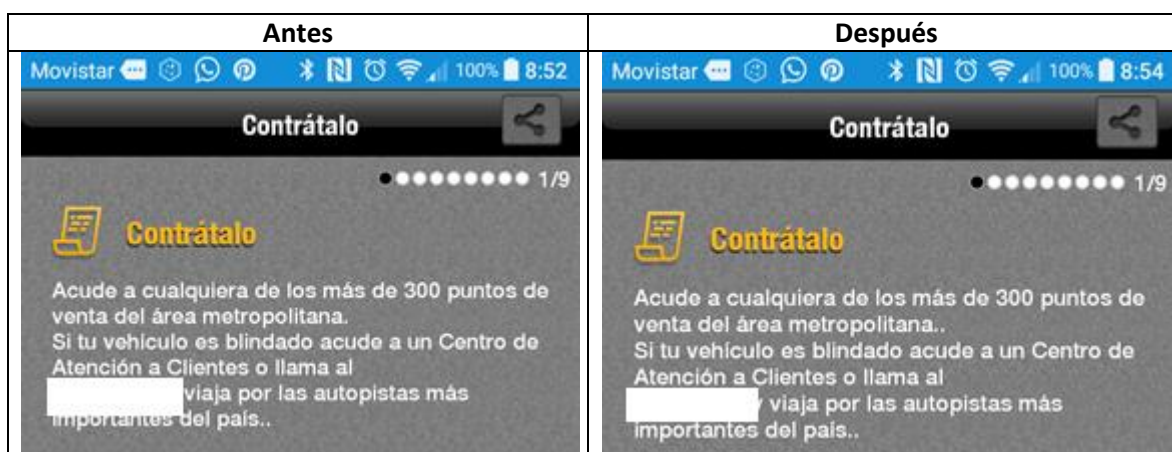 Antes
Después
Movistar 100% 8:52
Contrátalo
1/9
Contrátalo
Acude a cualquiera de los más de 300 puntos de
venta del área metropolitana.
Si tu vehículo es blindado acude a un Centro de
Atención a Clientes o llama al
viaja por las autopistas más
importantes del país..
Movistar 100% 8:54
Contrátalo
1/9
Contrátalo
Acude a cualquiera de los más de 300 puntos de
venta del área metropolitana..
Si tu vehículo es blindado acude a un Centro de
Atención a Clientes o llama al
y viaja por las autopistas más
importantes del país..